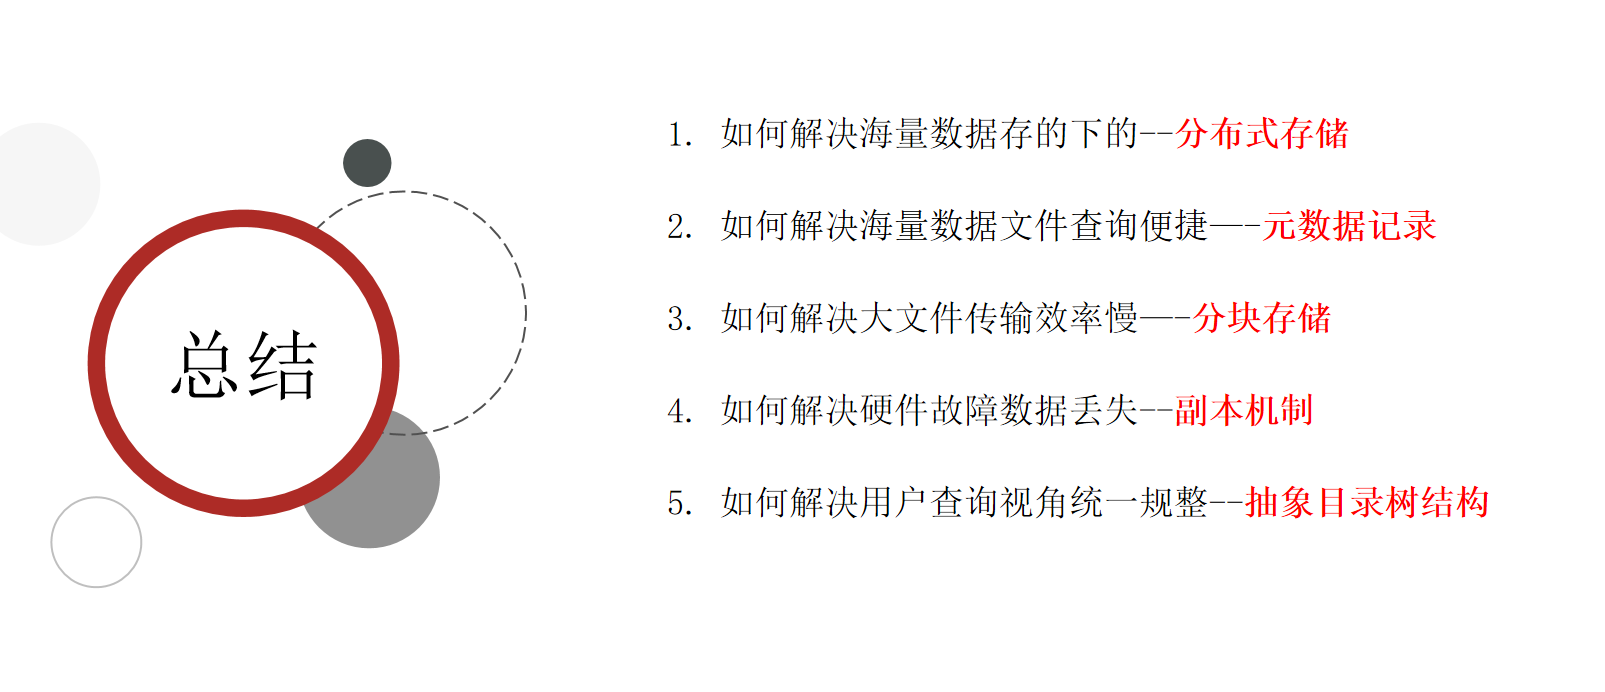 总结
1. 如何解决海量数据存的下的--分布式存储
2. 如何解决海量数据文件查询便捷—--元数据记录
3. 如何解决大文件传输效率慢—--分块存储
4. 如何解决硬件故障数据丢失--副本机制
5. 如何解决用户查询视角统一规整--抽象目录树结构